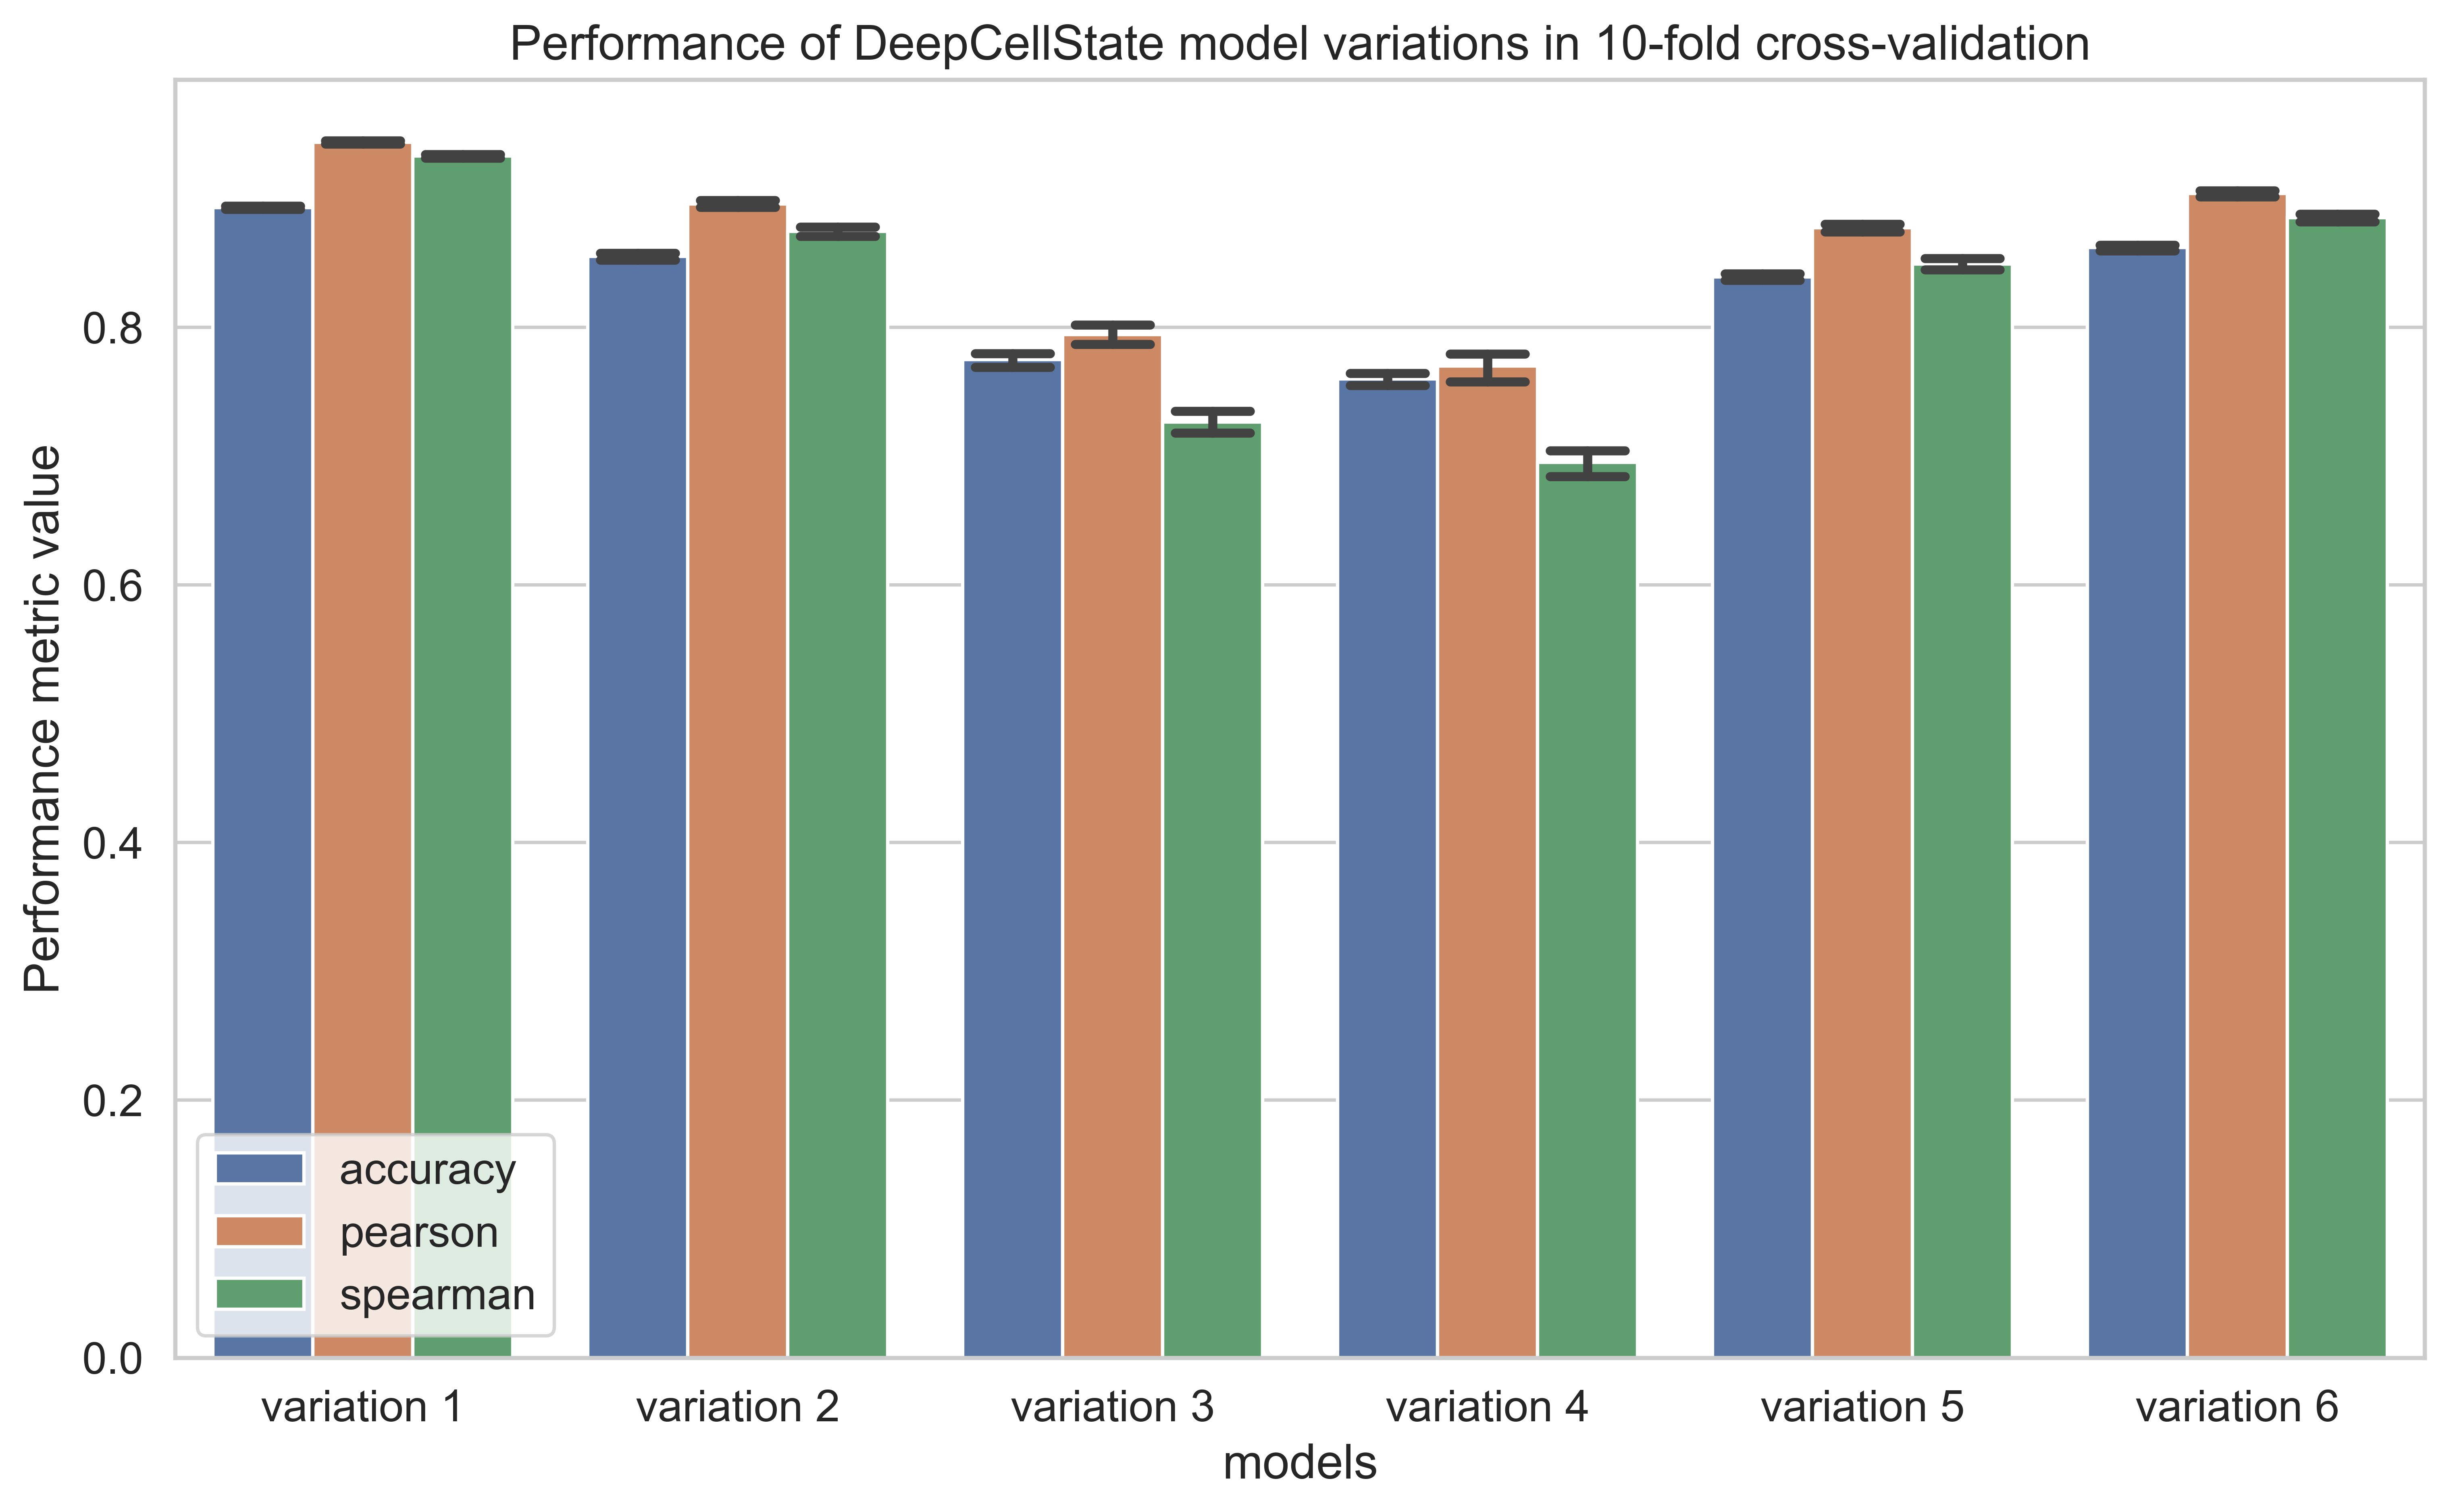 Performance of DeepCellState model variations in 10-fold cross-validation
Performance metric value
0.8
0.6
0.4
0.2
0.0
accuracy
pearson
spearman
variation 1
variation 2
variation 3
variation 4
variation 5
variation 6
models